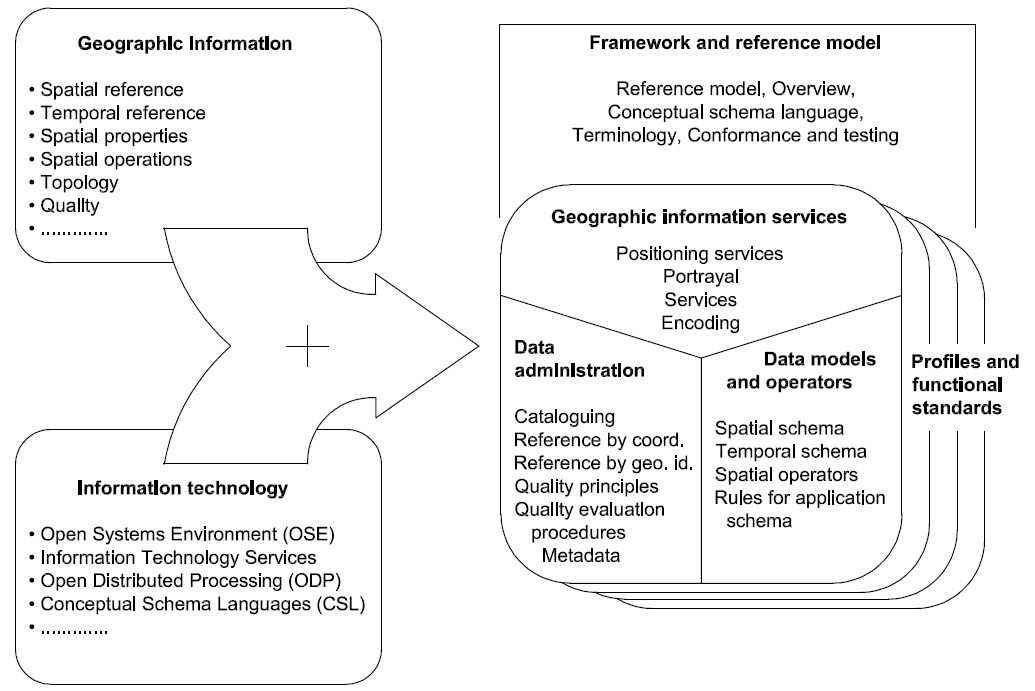 Geographic Information
• Spatial reference
• Temporal reference
• Spatial properties
• Spatial operations
• Topology
• Quallty
• .............
Information technology
• Open Systems Environment (OSE)
• Information Technology Services
• Open Distributed Processing (ODP)
• Conceptual Schema Languages (CSL)
• .............
Framework and reference model
Reference model, Overview,
Conceptual schema language,
Terminology, Conformance and testing
Geographic information services
Positioning services
Portrayal
Services
Encoding
Data
admInIstration
Cataloguing
Reference by coord.
Reference by geo. id.
Quality principles
Quallty evaluation
procedures
Metadata
Data models
and operators
Spatial schema
Temporal schema
Spatial operators
Rules for application
schema
Profiles and
functional
standards